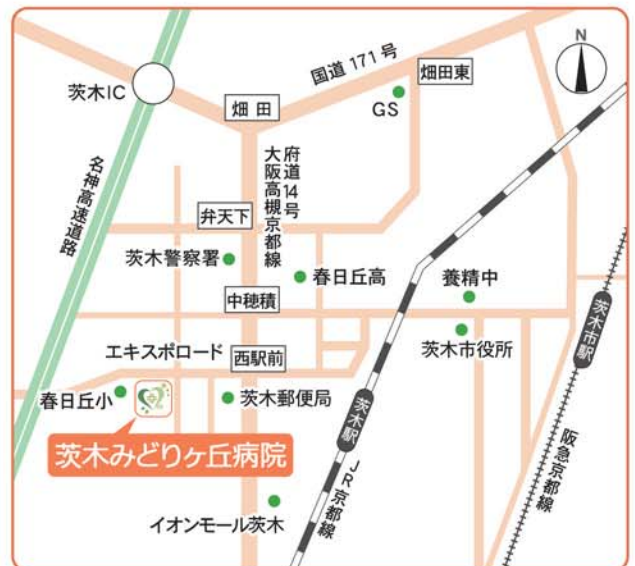 国道 171 号
畑田東
N
茨木IC
畑 田
GS
名神高速道路
府道14号
大阪高槻京都線
弁天下
茨木警察署
春日丘高
養精中
中穂積
エキスポロード
西駅前
茨木市役所
茨木市駅
春日丘小
茨木郵便局
茨木駅
茨木みどりヶ丘病院
JR京都線
阪急京都線
イオンモール茨木